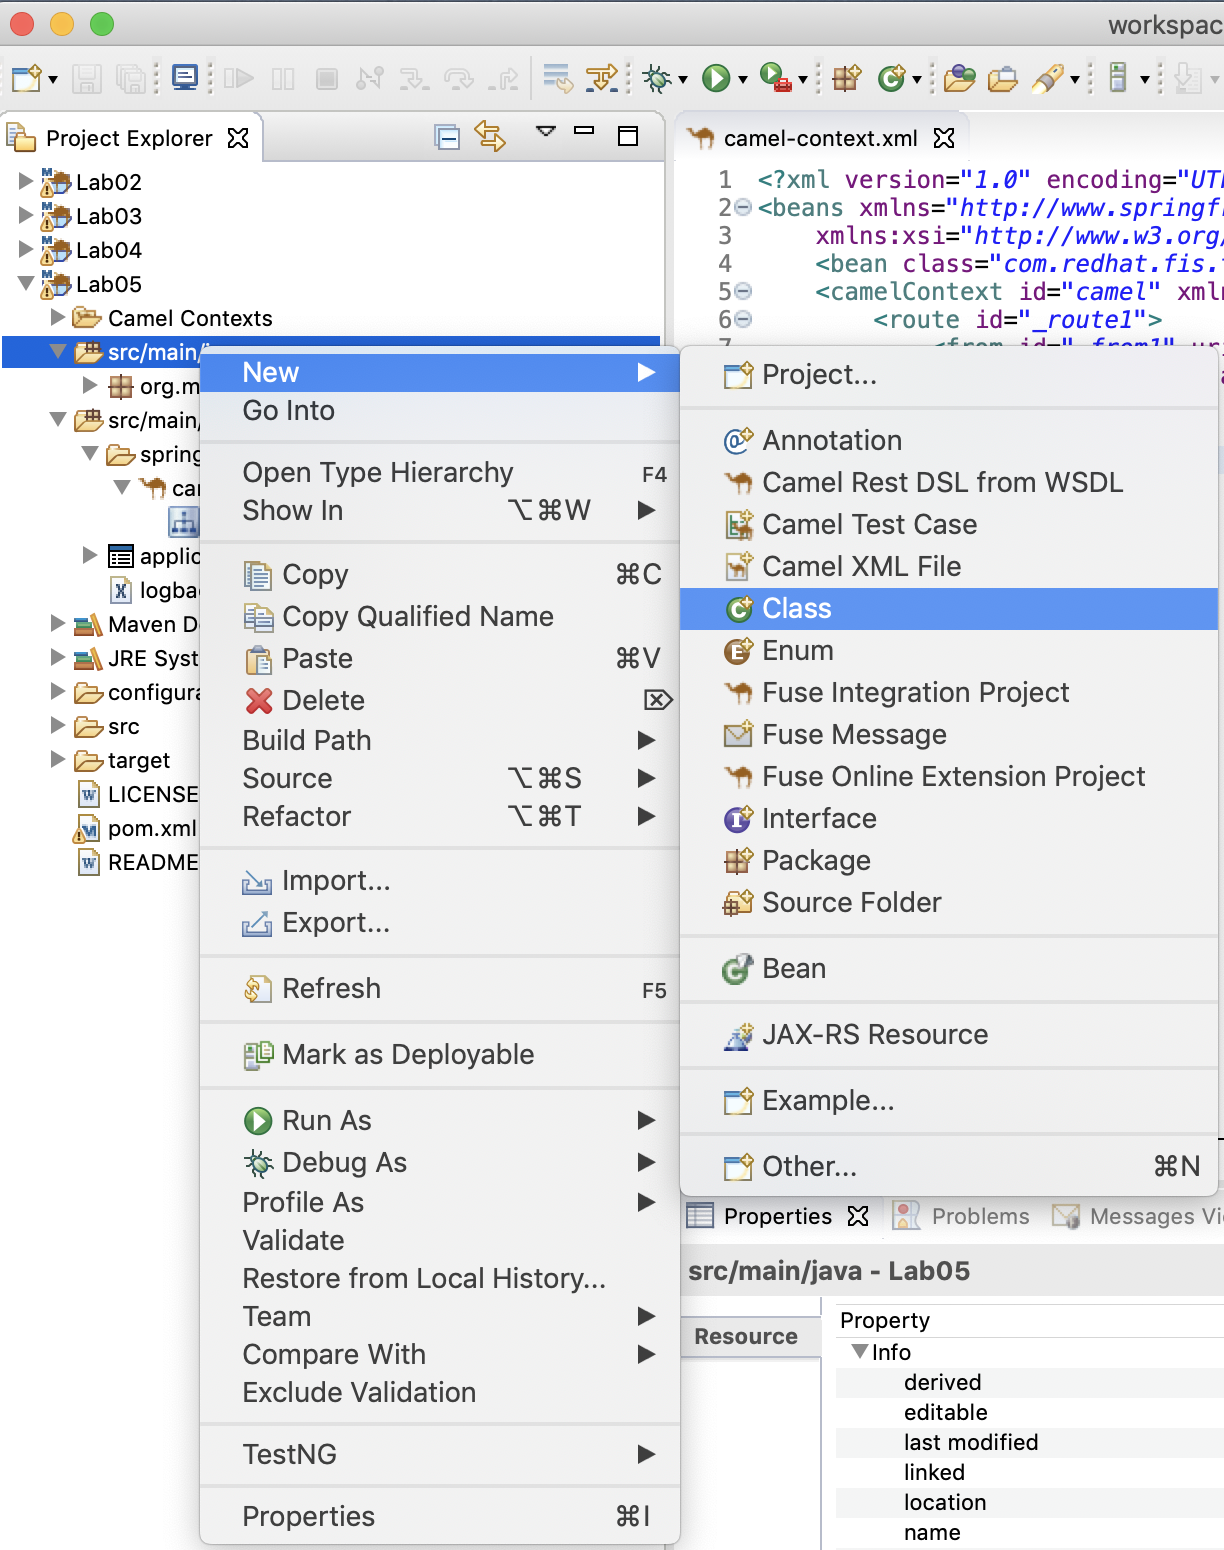 workspac
Project Explorer
camel-context.xml
Lab02
Lab03
Lab04
Lab05
Camel Contexts
src/main/
org.m
src/main/
spring
ca
applic
logba
Maven D
JRE Syst
configura
src
target
LICENSE
pom.xml
README
1 <?xml version="1.0" encoding="UT
2 <beans xmlns="http://www.springf
3 xmlns:xsi="http://www.w3.org/
4 <bean class="com.redhat.fis.
5 <camelContext id="camel" xml
6 <route id="_route1">
7 <from id="_from1" ur
New
Go Into
Open Type Hierarchy F4
Show In ⌥⌘W
Copy ⌘C
Copy Qualified Name
Paste ⌘V
Delete ⌦
Build Path
Source ⌥⌘S
Refactor ⌥⌘T
Import...
Export...
Refresh F5
Mark as Deployable
Run As
Debug As
Profile As
Validate
Restore from Local History...
Team
Compare With
Exclude Validation
TestNG
Properties ⌘I
Project...
Annotation
Camel Rest DSL from WSDL
Camel Test Case
Camel XML File
Class
Enum
Fuse Integration Project
Fuse Message
Fuse Online Extension Project
Interface
Package
Source Folder
Bean
JAX-RS Resource
Example...
Other... ⌘N
Properties
Problems
Messages Vi
src/main/java - Lab05
Resource
Property
Info
derived
editable
last modified
linked
location
name